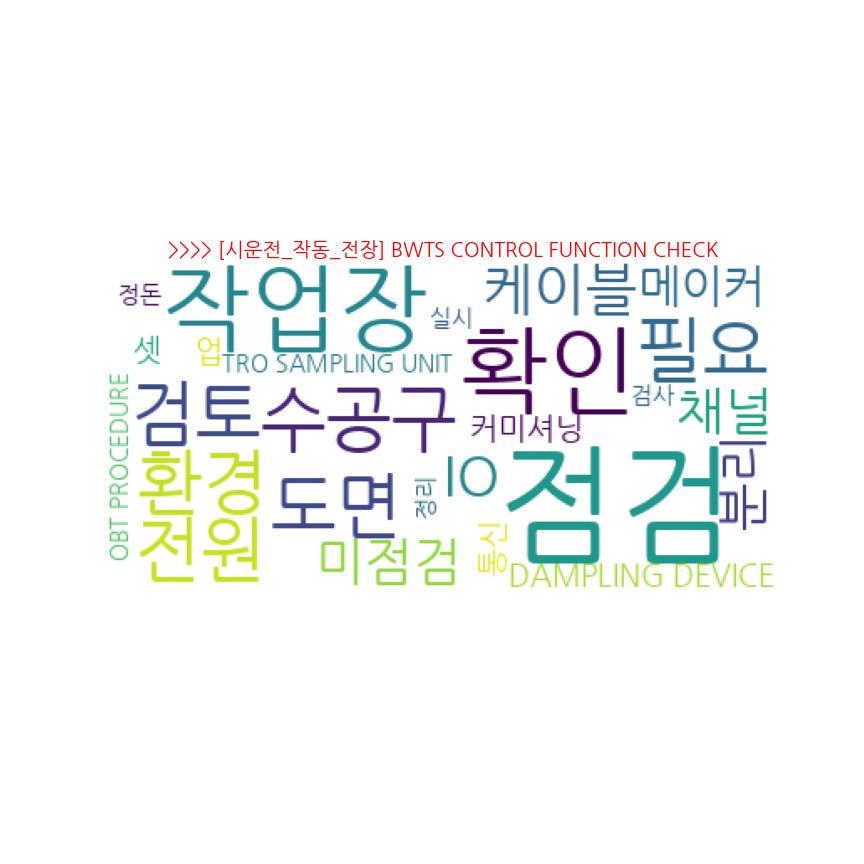 >>>> [시운전_작동_전장] BWTS CONTROL FUNCTION CHECK
정돈
작업장
실시
케이블
메이커
셋
업
TRO SAMPLING UNIT
확인
필요
OBT PROCEDURE
검토
수공구
커미셔닝
검사
채널
환경
도면
정리
IO
점검
분리
전원
미점검
통신
DAMPLING DEVICE